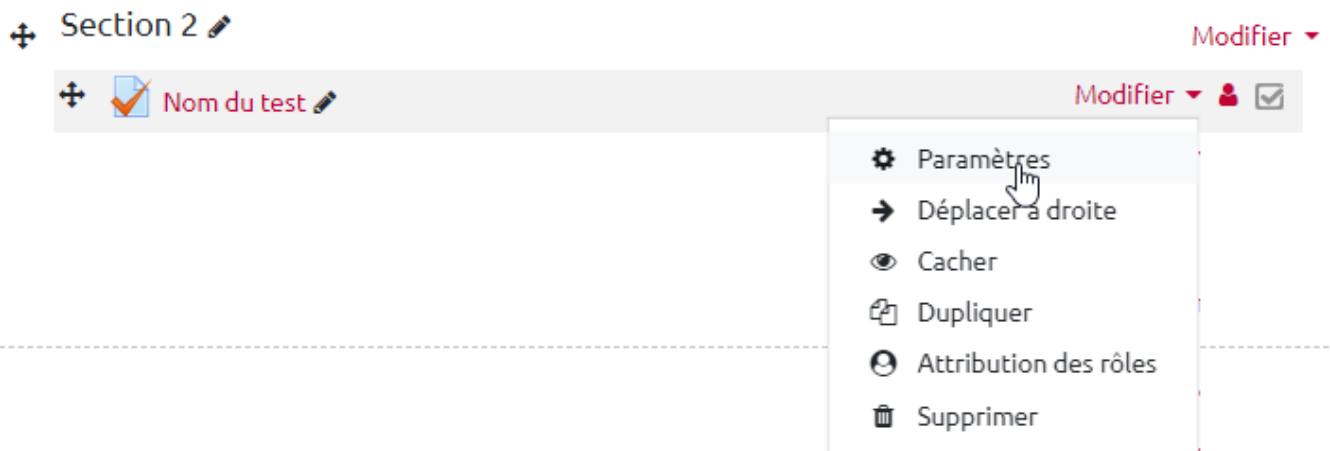 Section 2
Modifier
Nom du test
Modifier
Paramètres
Déplacer à droite
Cacher
Dupliquer
Attribution des rôles
Supprimer